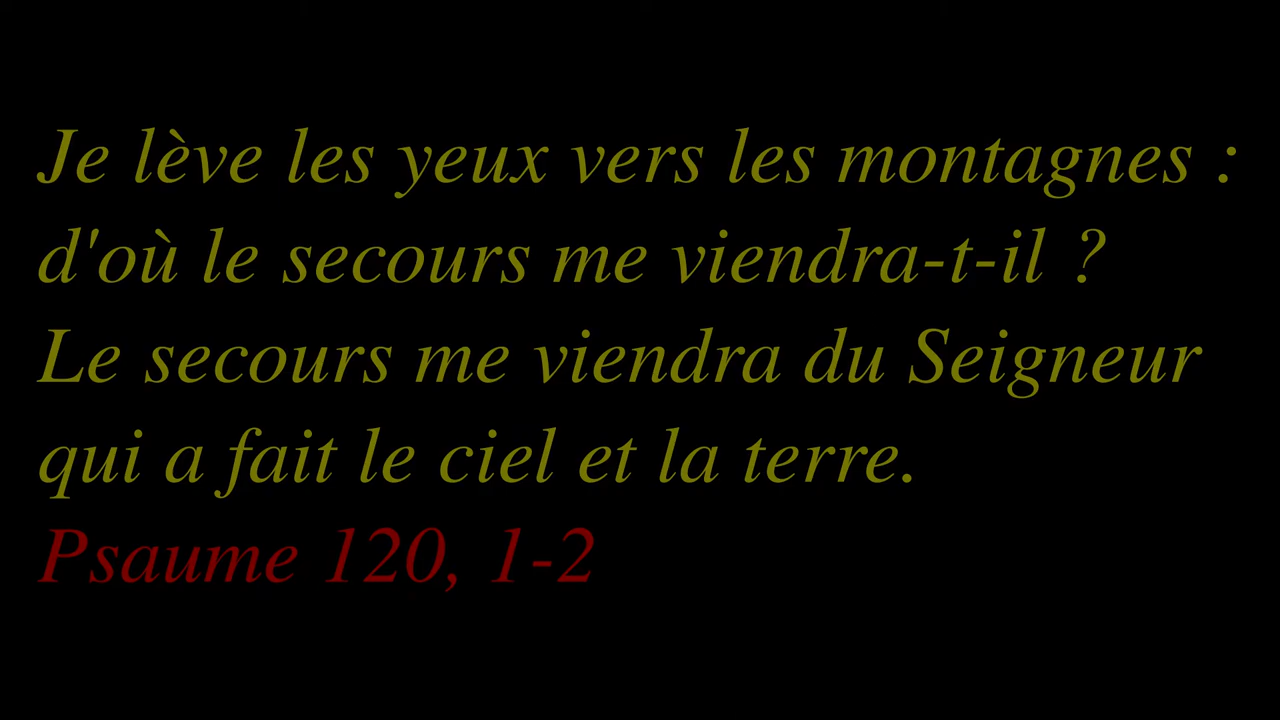 Je lève les yeux vers les montagnes :
d'où le secours me viendra-t-il ?
Le secours me viendra du Seigneur
qui a fait le ciel et la terre.
Psaume 120, 1-2